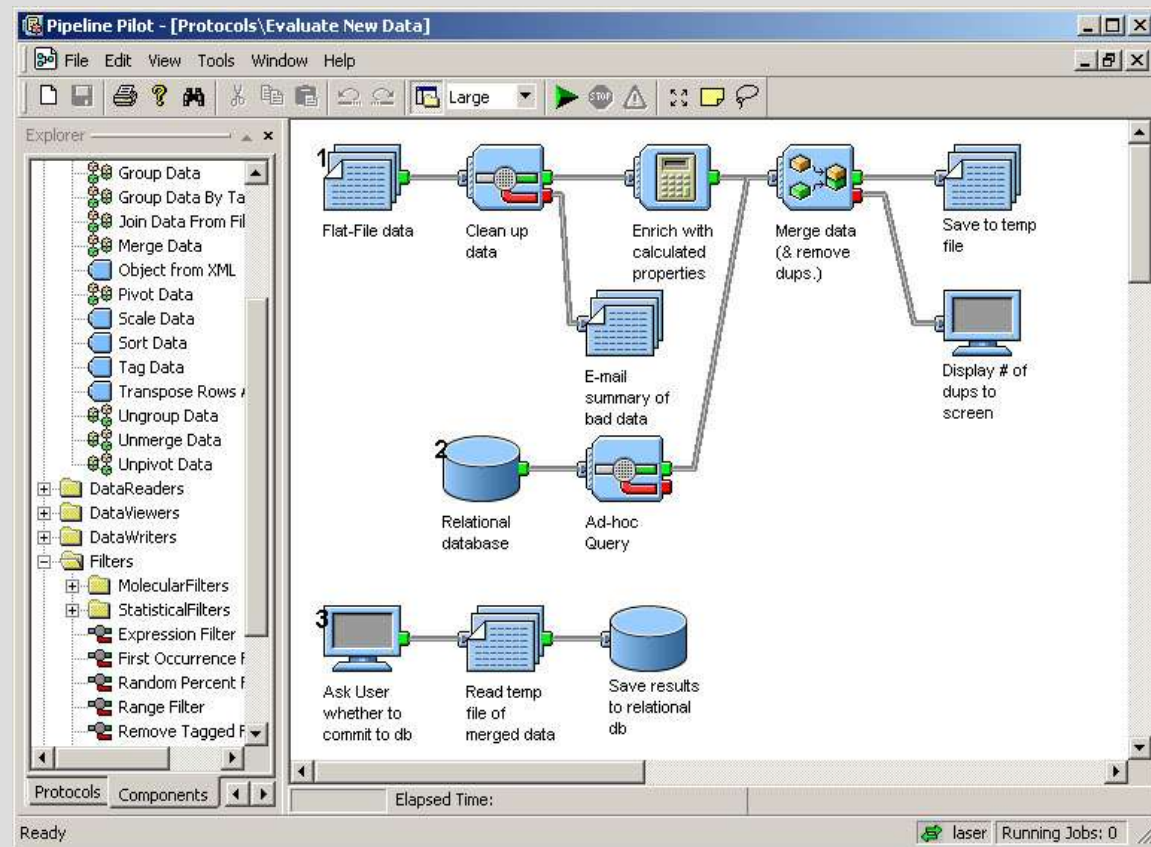 Pipeline Pilot - [Protocols\Evaluate New Data]
File Edit View Tools Window Help
Large
STOP
Explorer
Group Data
Group Data By Ta
Join Data From Fil
Merge Data
Object from XML
Pivot Data
Scale Data
Sort Data
Tag Data
Transpose Rows
Ungroup Data
Unmerge Data
Unpivot Data
DataReaders
DataViewers
DataWriters
Filters
MolecularFilters
StatisticalFilters
Expression Filter
First Occurrence F
Random Percent F
Range Filter
Remove Tagged F
Protocols Components
1
Flat-File data
Clean up
data
Enrich with
calculated
properties
Merge data
(& remove
dups.)
Save to temp
file
E-mail
summary of
bad data
Display # of
dups to
screen
2
Relational
database
Ad-hoc
Query
3
Ask User
whether to
commit to db
Read temp
file of
merged data
Save results
to relational
db
Elapsed Time:
Ready
laser Running Jobs: 0